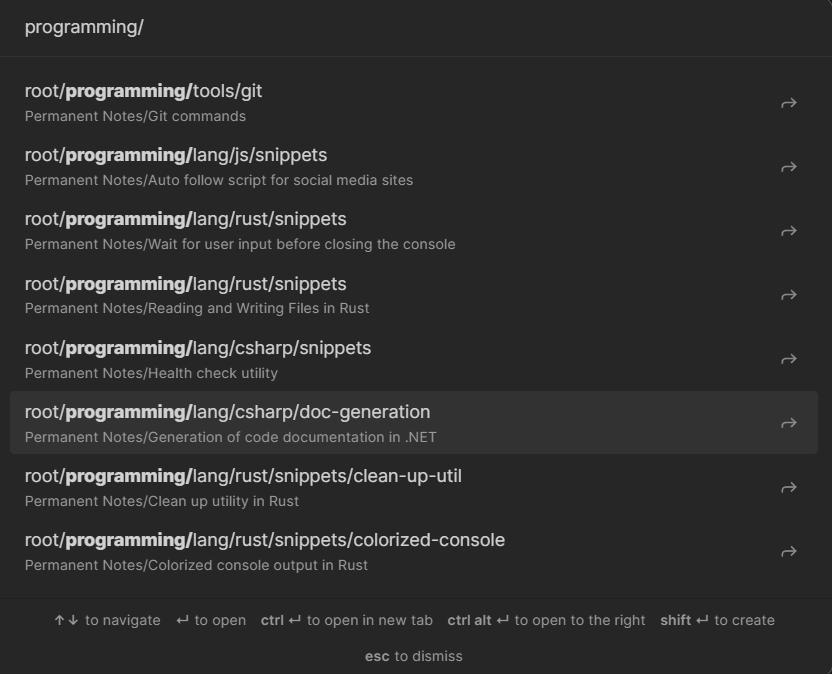 programming/
root/programming/tools/git
Permanent Notes/Git commands
root/programming/lang/js/snippets
Permanent Notes/Auto follow script for social media sites
root/programming/lang/rust/snippets
Permanent Notes/Wait for user input before closing the console
root/programming/lang/rust/snippets
Permanent Notes/Reading and Writing Files in Rust
root/programming/lang/csharp/snippets
Permanent Notes/Health check utility
root/programming/lang/csharp/doc-generation
Permanent Notes/Generation of code documentation in .NET
root/programming/lang/rust/snippets/clean-up-util
Permanent Notes/Clean up utility in Rust
root/programming/lang/rust/snippets/colorized-console
Permanent Notes/Colorized console output in Rust
↑↓ to navigate ↵ to open ctrl ↵ to open in new tab ctrl alt ↵ to open to the right shift ↵ to create
esc to dismiss